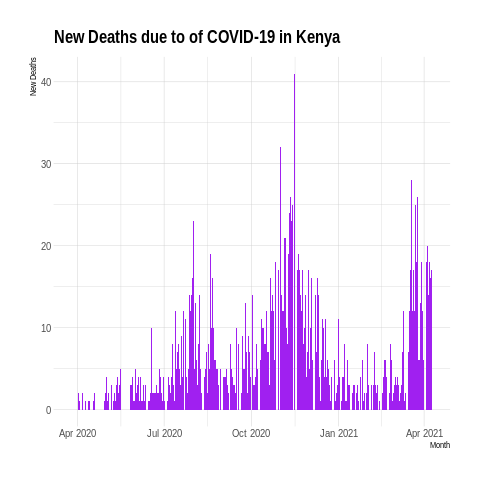 New Deaths due to of COVID-19 in Kenya
New Deaths
40
30
20
10
0
Apr 2020 Jul 2020 Oct 2020 Jan 2021 Apr 2021
Month